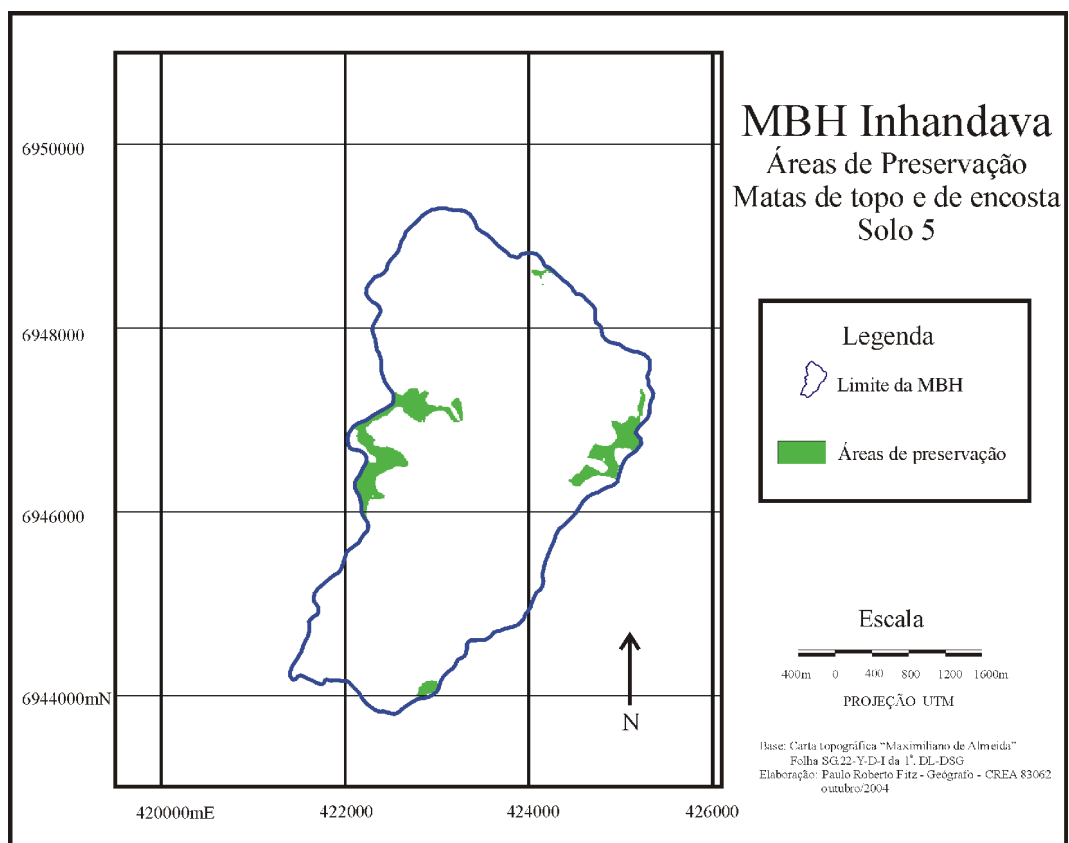 MBH Inhandava
Áreas de Preservação
Matas de topo e de encosta
Solo 5
6950000
6948000
6946000
6944000mN
420000mE 422000 424000 426000
Legenda
Limite da MBH
Áreas de preservação
N
Escala
400m 0 400 800 1200 1600m
PROJEÇÃO UTM
Base: Carta topográfica “Maximiliano de Almeida”
Folha SG.22-Y-D-I da 1ª. DL-DSG
Elaboração: Paulo Roberto Fitz - Geógrafo - CREA 83062
outubro/2004